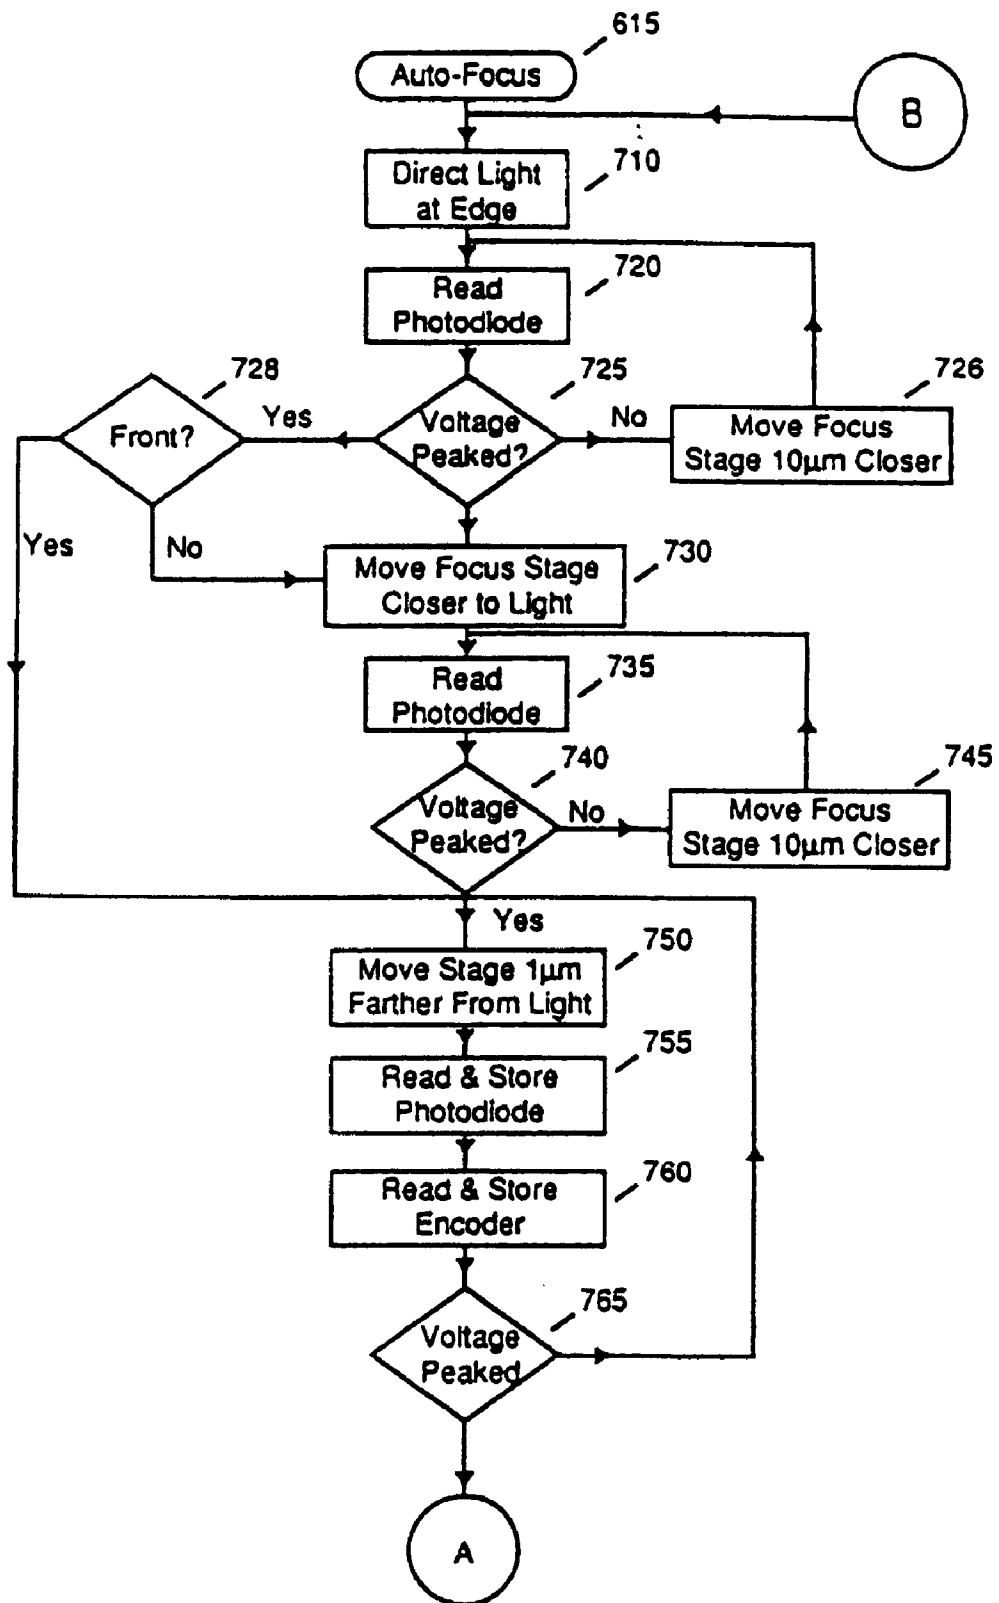 615
Auto-Focus
B
710
Direct Light
at Edge
720
Read
Photodiode
728
725
726
Front?
Yes
Voltage
Peaked?
No
Move Focus
Stage 10µm Closer
Yes
No
730
Move Focus Stage
Closer to Light
735
Read
Photodiode
740
745
Voltage
Peaked?
No
Move Focus
Stage 10µm Closer
Yes
750
Move Stage 1µm
Farther From Light
755
Read & Store
Photodiode
760
Read & Store
Encoder
765
Voltage
Peaked
A